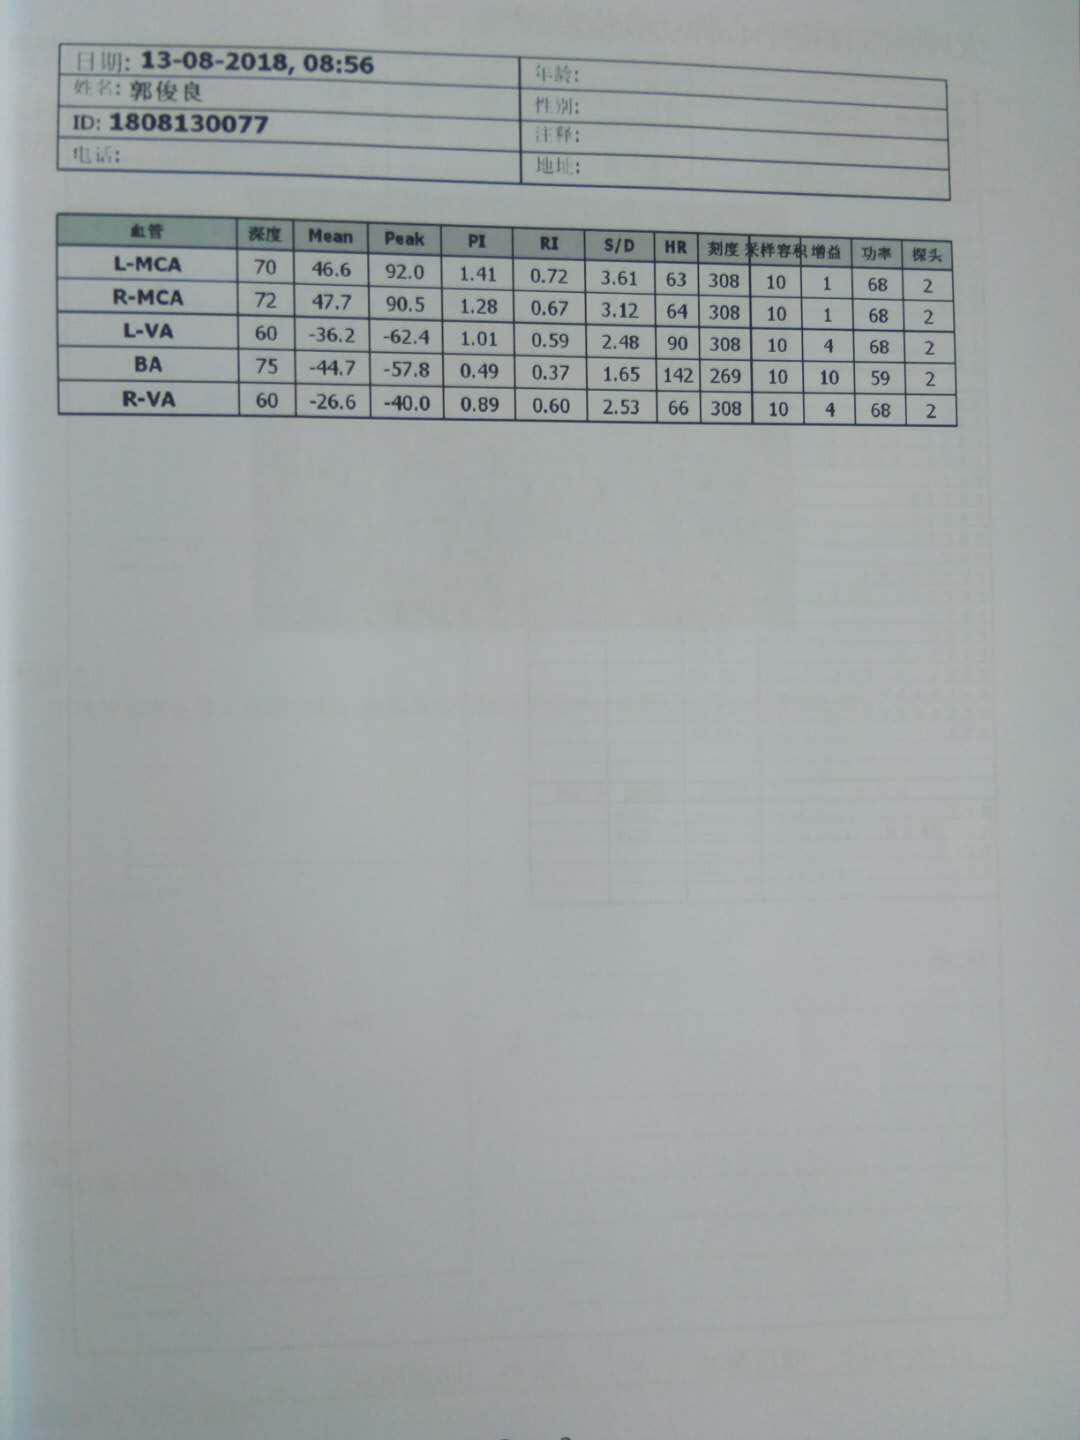 日期: 13-08-2018, 08:56 年龄:
姓名: 郭俊良 性别:
ID: 1808130077 注释:
电话: 地址:
血管 深度 Mean Peak PI RI S/D HR 刻度 采样容积 增益 功率 探头
L-MCA 70 46.6 92.0 1.41 0.72 3.61 63 308 10 1 68 2
R-MCA 72 47.7 90.5 1.28 0.67 3.12 64 308 10 1 68 2
L-VA 60 -36.2 -62.4 1.01 0.59 2.48 90 308 10 4 68 2
BA 75 -44.7 -57.8 0.49 0.37 1.65 142 269 10 10 59 2
R-VA 60 -26.6 -40.0 0.89 0.60 2.53 66 308 10 4 68 2